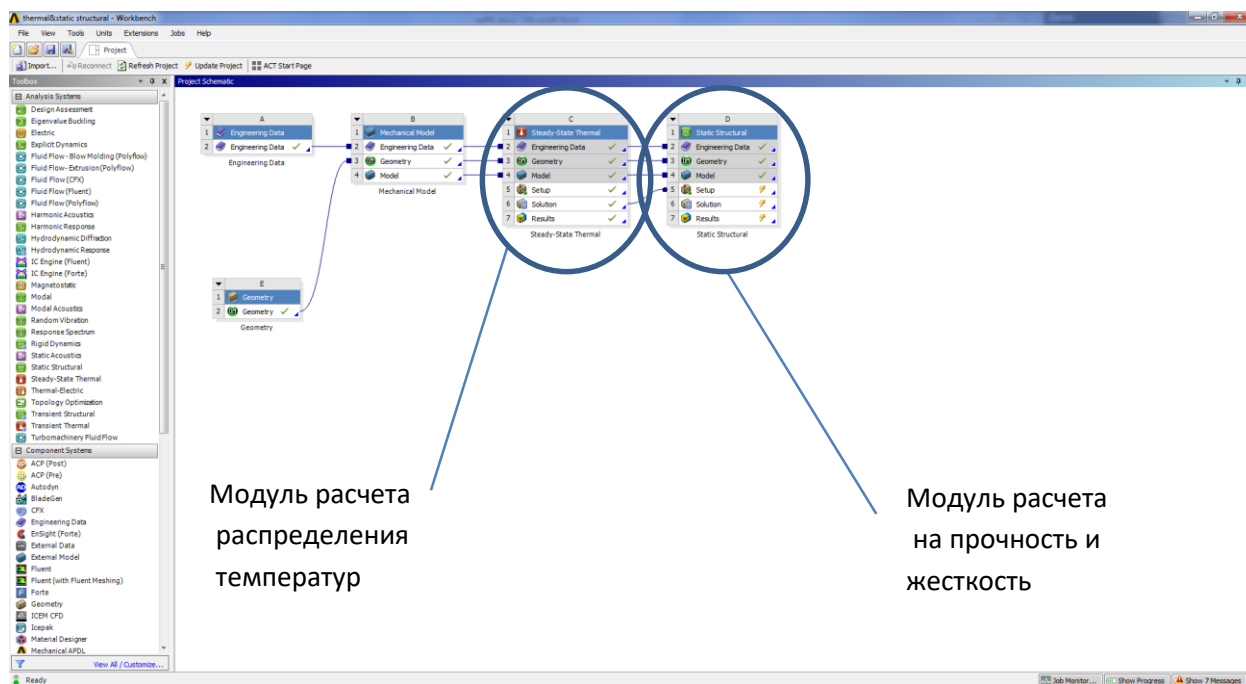 thermal&static structural - Workbench
File View Tools Units Extensions Jobs Help
Project
Import... Reconnect Refresh Project Update Project ACT Start Page
Toolbox
Project Schematic
Analysis Systems
Design Assessment
Eigenvalue Buckling
Electric
Explicit Dynamics
Fluid Flow - Blow Molding (Polyflow)
Fluid Flow - Extrusion (Polyflow)
Fluid Flow (CFX)
Fluid Flow (Fluent)
Fluid Flow (Polyflow)
Harmonic Acoustics
Harmonic Response
Hydrodynamic Diffraction
Hydrodynamic Response
IC Engine (Fluent)
IC Engine (Forte)
Magnetostatic
Modal
Modal Acoustics
Random Vibration
Response Spectrum
Rigid Dynamics
Static Acoustics
Static Structural
Steady-State Thermal
Thermal-Electric
Topology Optimization
Transient Structural
Transient Thermal
Turbomachinery Fluid Flow
Component Systems
ACP (Post)
ACP (Pre)
Autodyn
BladeGen
CFX
Engineering Data
EnSight (Forte)
External Data
External Model
Fluent
Fluent (with Fluent Meshing)
Forte
Geometry
ICEM CFD
Icepak
Material Designer
Mechanical APDL
View All / Customize...
A
1 Engineering Data
2 Engineering Data
Engineering Data
B
1 Mechanical Model
2 Engineering Data
3 Geometry
4 Model
Mechanical Model
C
1 Steady-State Thermal
2 Engineering Data
3 Geometry
4 Model
5 Setup
6 Solution
7 Results
Steady-State Thermal
D
1 Static Structural
2 Engineering Data
3 Geometry
4 Model
5 Setup
6 Solution
7 Results
Static Structural
E
1 Geometry
2 Geometry
Geometry
Модуль расчета
распределения
температур
Модуль расчета
на прочность и
жесткость
Ready
Job Monitor... Show Progress Show 7 Messages